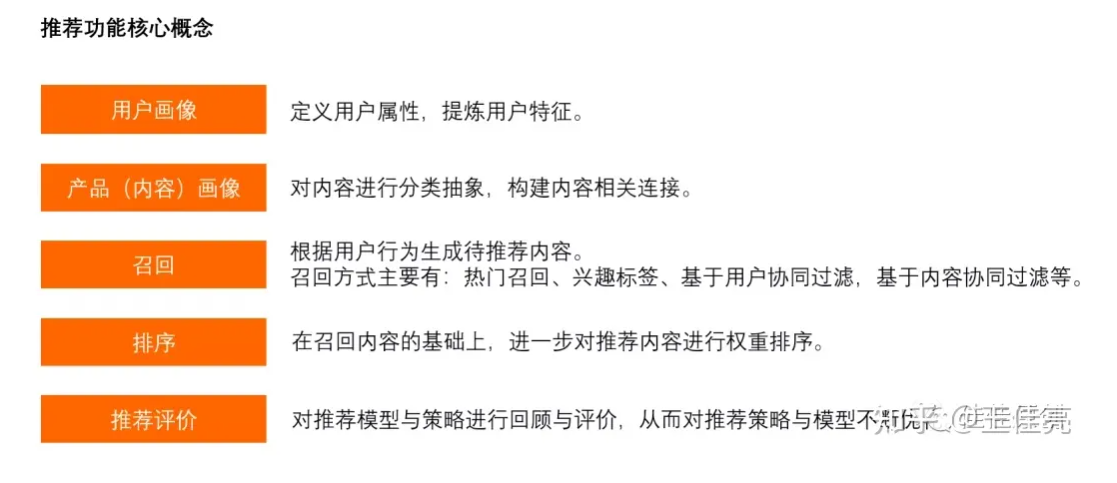 推荐功能核心概念
用户画像
定义用户属性，提炼用户特征。
产品（内容）画像
对内容进行分类抽象，构建内容相关连接。
召回
根据用户行为生成待推荐内容。
召回方式主要有：热门召回、兴趣标签、基于用户协同过滤，基于内容协同过滤等。
排序
在召回内容的基础上，进一步对推荐内容进行权重排序。
推荐评价
对推荐模型与策略进行回顾与评价，从而对推荐策略与模型不断优
知乎